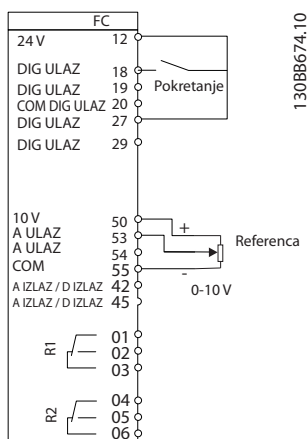 FC
24 V 12
DIG ULAZ 18
DIG ULAZ 19
COM DIG ULAZ 20
DIG ULAZ 27
DIG ULAZ 29
Pokretanje
10 V 50
A ULAZ 53
A ULAZ 54
COM 55
A IZLAZ / D IZLAZ 42
A IZLAZ / D IZLAZ 45
+
-
Referenca
0-10 V
R1
01
02
03
R2
04
05
06
130BB674.10